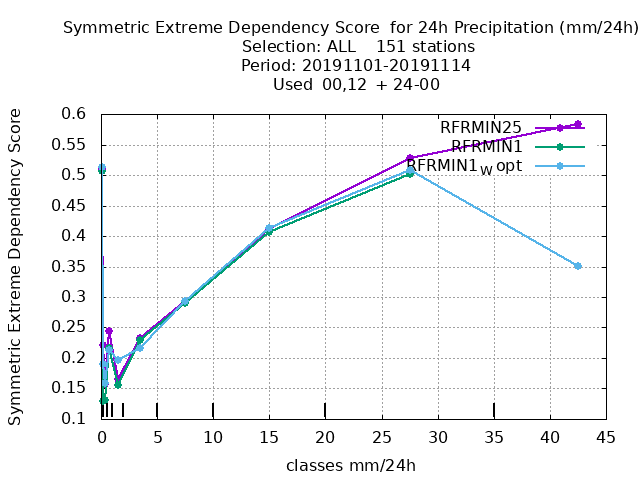 Symmetric Extreme Dependency Score for 24h Precipitation (mm/24h)
Selection: ALL 151 stations
Period: 20191101-20191114
Used 00,12 + 24-00
Symmetric Extreme Dependency Score
0.6
0.55
0.5
0.45
0.4
0.35
0.3
0.25
0.2
0.15
0.1
RFRMIN25
RFRMIN1
RFRMIN1w opt
0 5 10 15 20 25 30 35 40 45
classes mm/24h